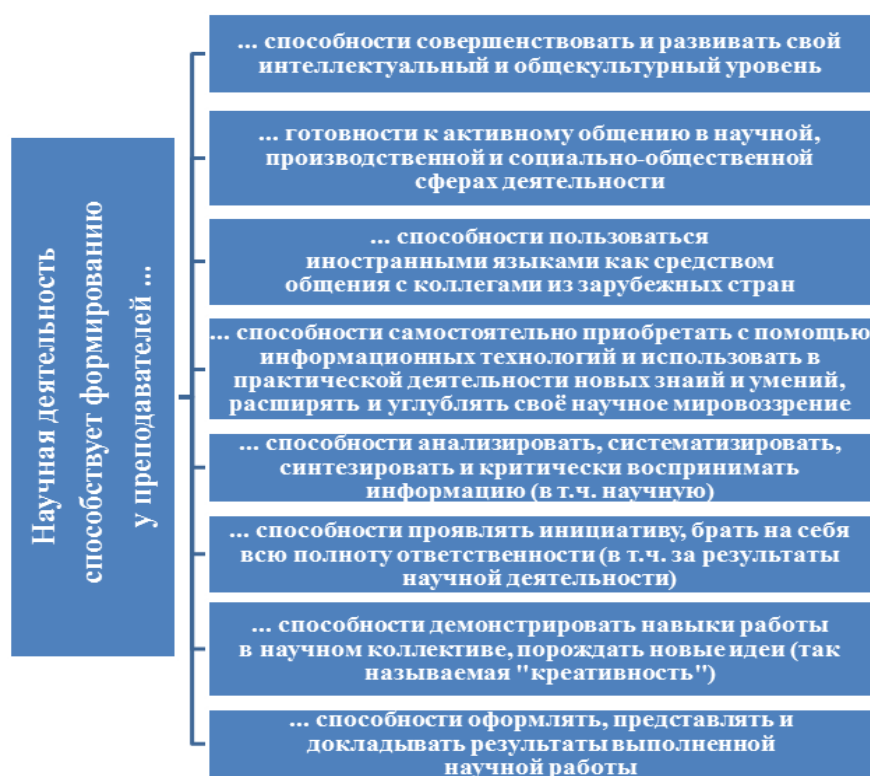 Научная деятельность
способствует формированию
у преподавателей ...
... способности совершенствовать и развивать свой
интеллектуальный и общекультурный уровень
... готовности к активному общению в научной,
производственной и социально-общественной
сферах деятельности
... способности пользоваться
иностранными языками как средством
общения с коллегами из зарубежных стран
... способности самостоятельно приобретать с помощью
информационных технологий и использовать в
практической деятельности новых знаий и умений,
расширять и углублять своё научное мировоззрение
... способности анализировать, систематизировать,
синтезировать и критически воспринимать
информацию (в т.ч. научную)
... способности проявлять инициативу, брать на себя
всю полноту ответственности (в т.ч. за результаты
научной деятельности)
... способности демонстрировать навыки работы
в научном коллективе, порождать новые идеи (так
называемая "креативность")
... способности оформлять, представлять и
докладывать результаты выполненной
научной работы